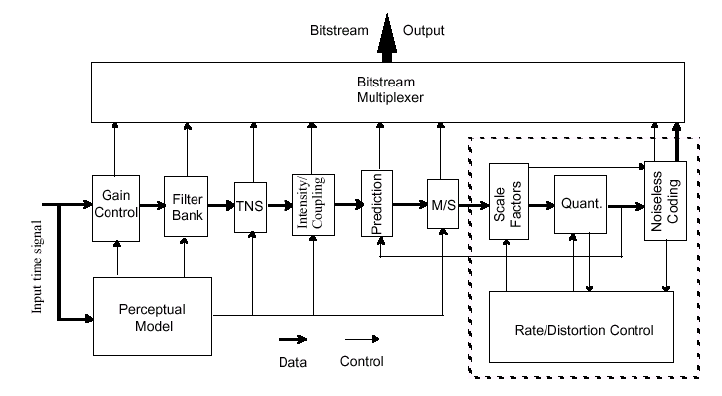 Bitstream Output
Bitstream
Multiplexer
Gain
Control
Filter
Bank
TNS
Intensity/
Coupling
Prediction
M/S
Scale
Factors
Quant.
Noiseless
Coding
Input time signal
Perceptual
Model
Rate/Distortion Control
Data
Control